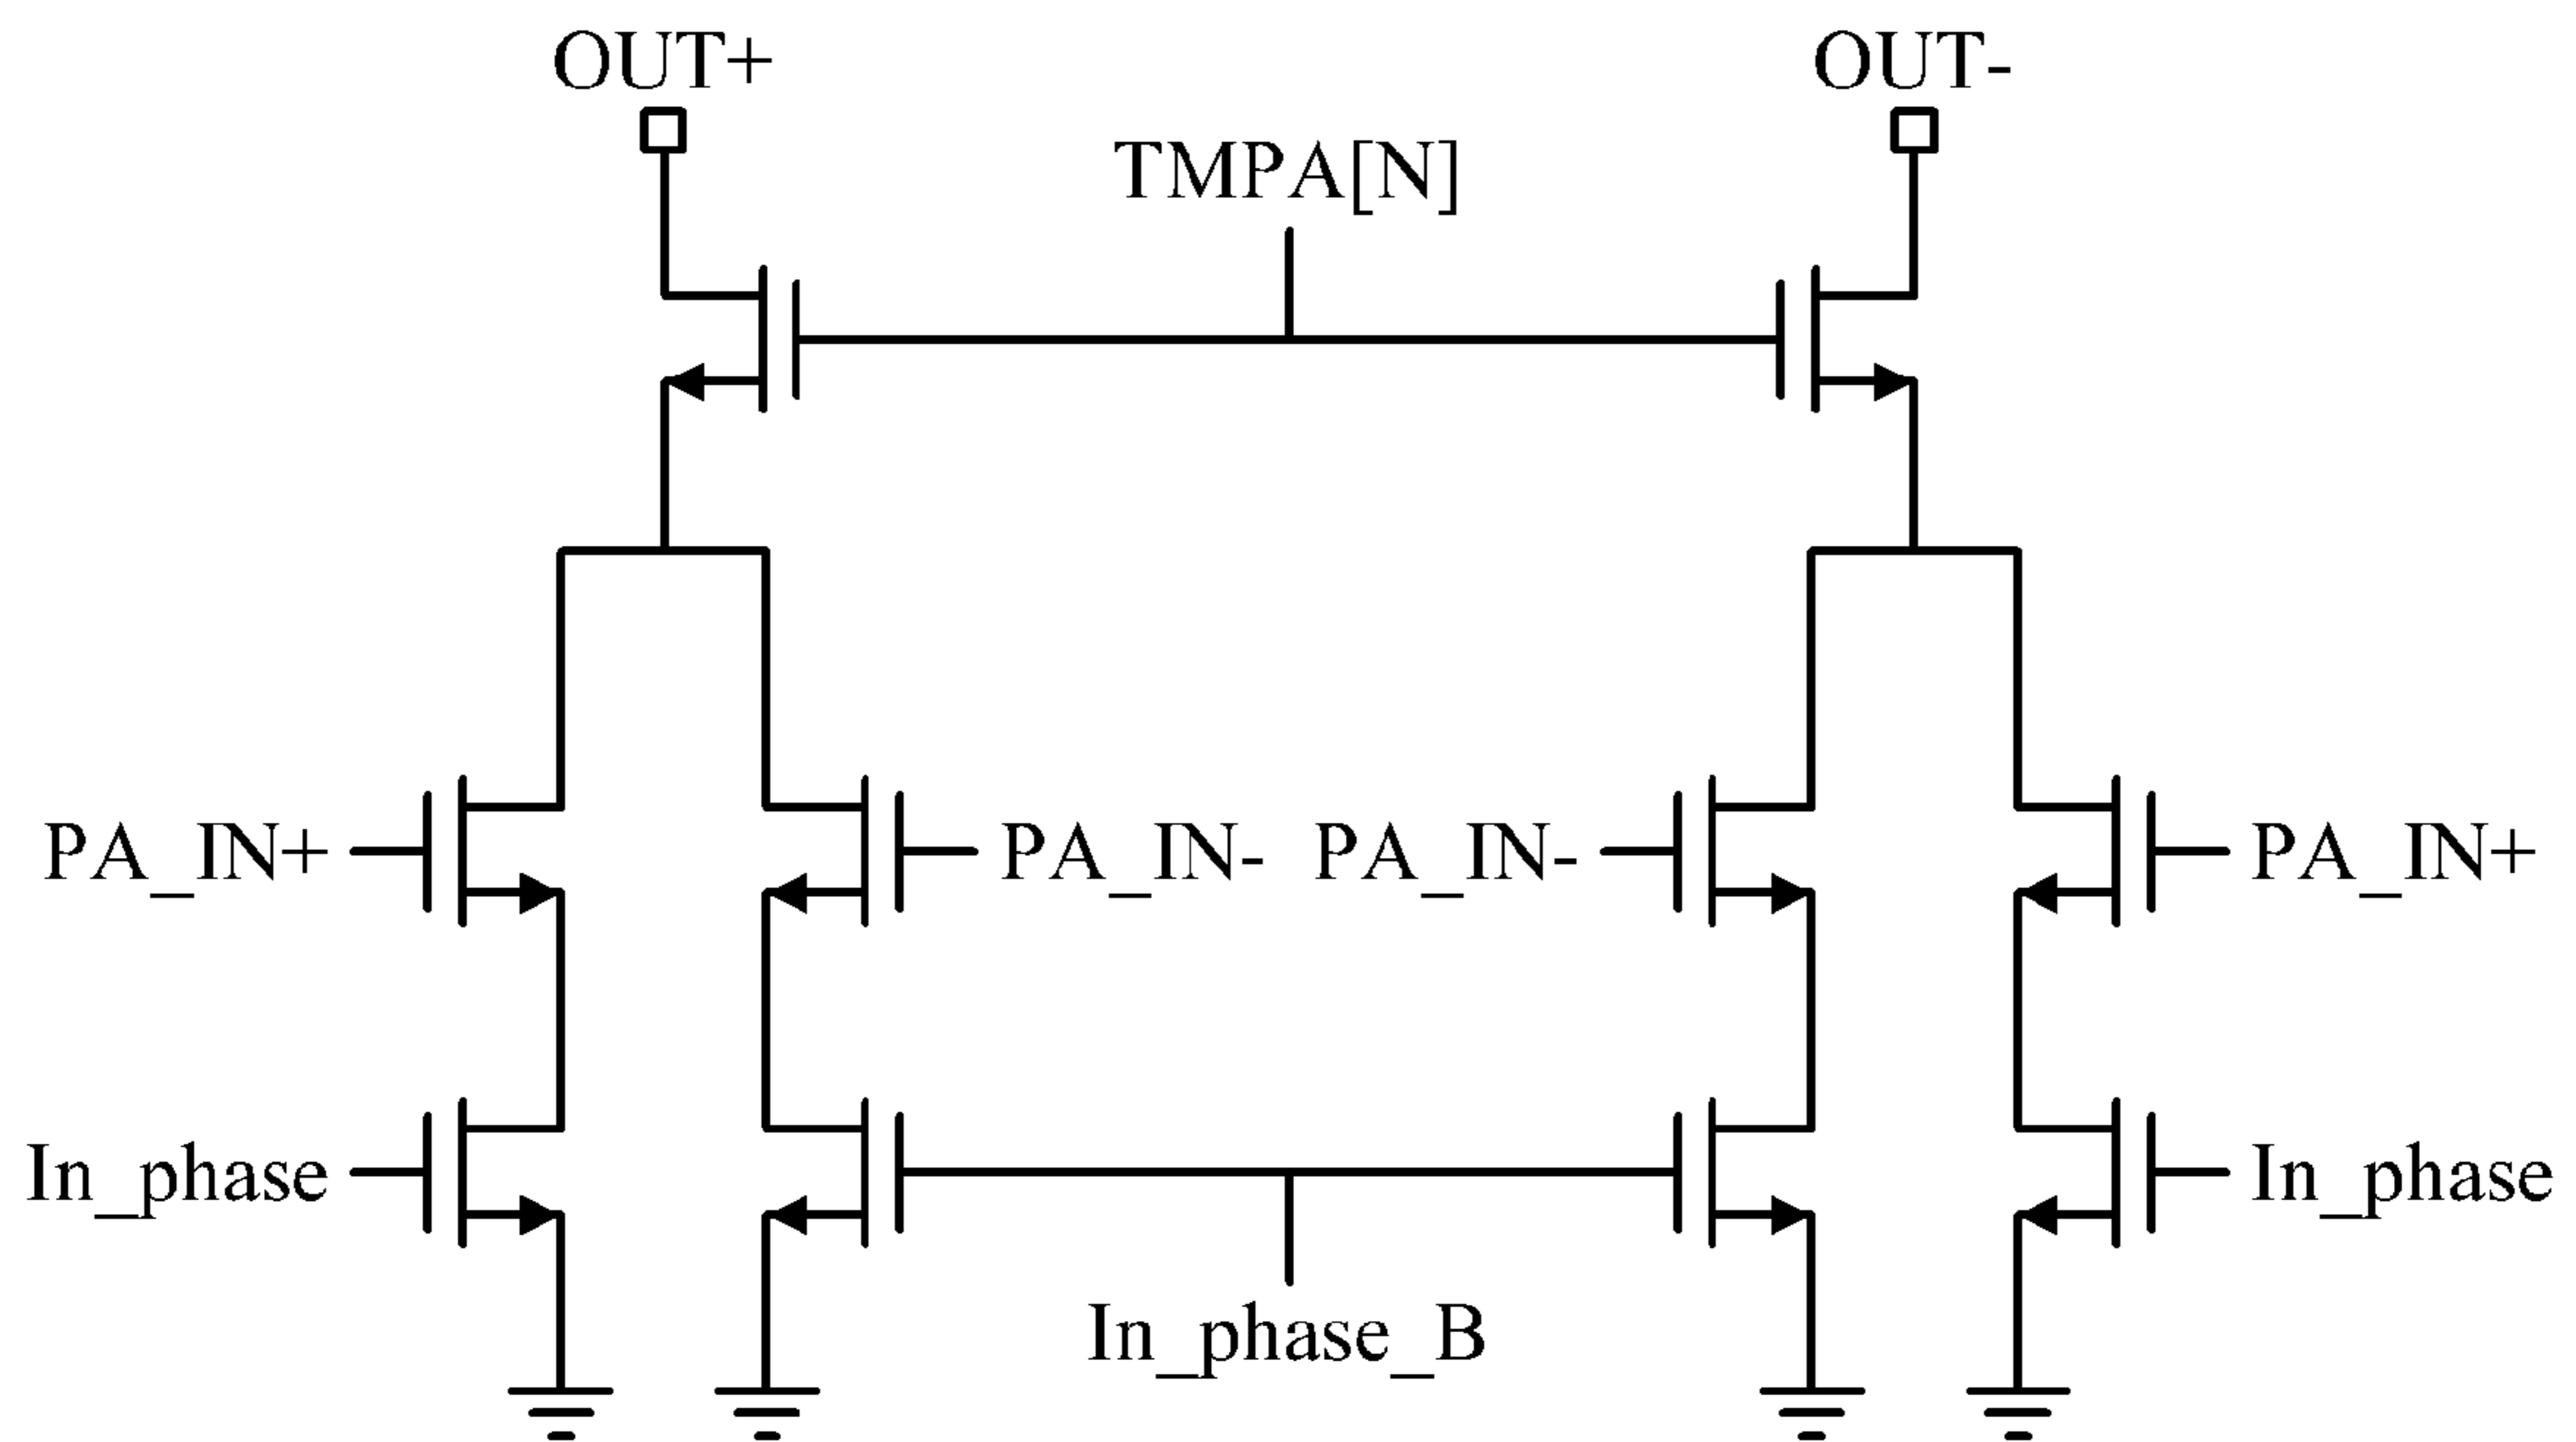 OUT+
OUT-
TMPA[N]
PA_IN+
PA_IN-
PA_IN-
PA_IN+
In_phase
In_phase
In_phase_B